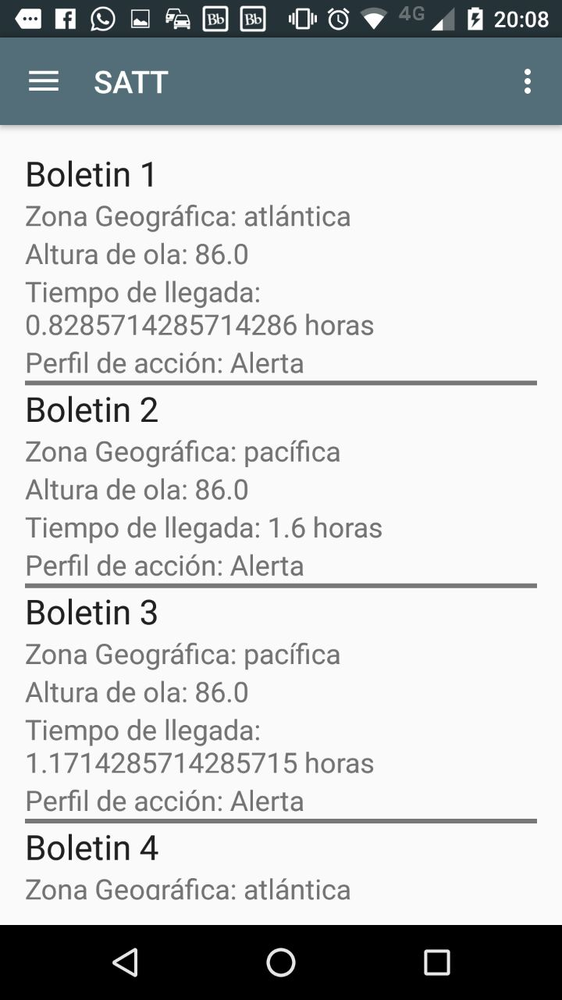 Bb Bb 4G 20:08
SATT
Boletin 1
Zona Geográfica: atlántica
Altura de ola: 86.0
Tiempo de llegada:
0.8285714285714286 horas
Perfil de acción: Alerta
Boletin 2
Zona Geográfica: pacífica
Altura de ola: 86.0
Tiempo de llegada: 1.6 horas
Perfil de acción: Alerta
Boletin 3
Zona Geográfica: pacífica
Altura de ola: 86.0
Tiempo de llegada:
1.1714285714285715 horas
Perfil de acción: Alerta
Boletin 4
Zona Geográfica: atlántica